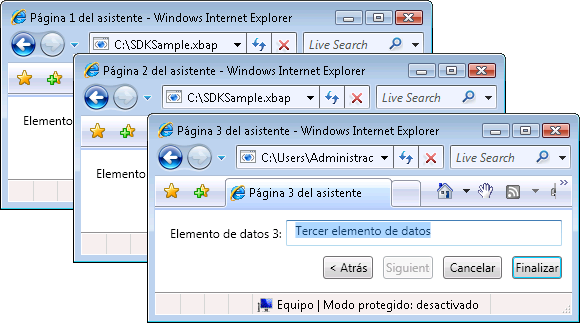 Página 1 del asistente - Windows Internet Explorer
C:\SDKSample.xbap
Live Search
Elemento
Página 2 del asistente - Windows Internet Explorer
C:\SDKSample.xbap
Live Search
Elemento
Página 3 del asistente - Windows Internet Explorer
C:\Users\Administrac
Live Search
Página 3 del asistente
Elemento de datos 3: Tercer elemento de datos
< Atrás Siguient Cancelar Finalizar
Equipo | Modo protegido: desactivado